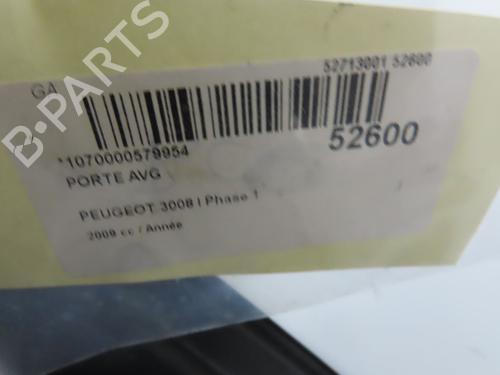 B-PARTS
GA
52713001 52600
*1070000579954
52600
PORTE AVG
PEUGEOT 3008 I Phase 1
2009 cc / Année